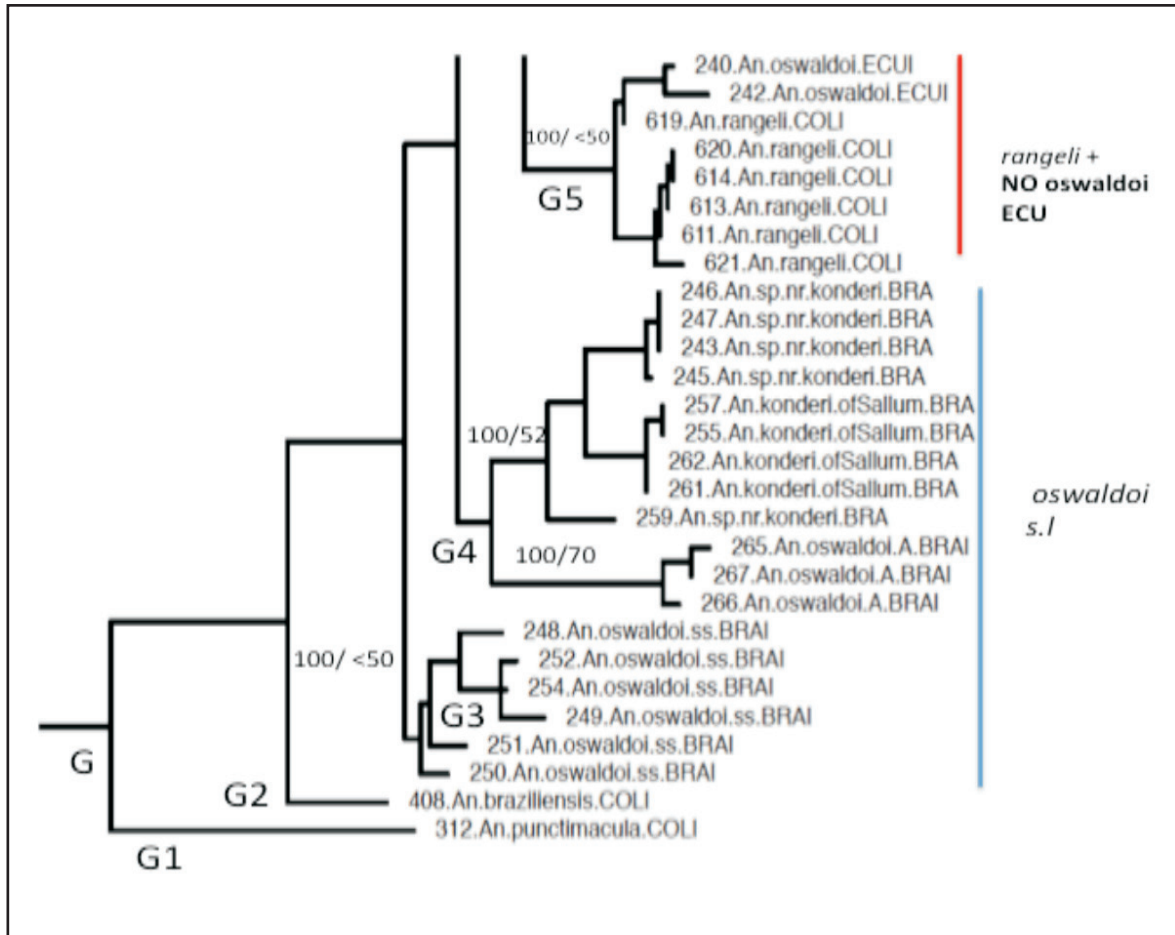 240.An.oswaldoi.ECUI
242.An.oswaldoi.ECUI
100/ <50
619.An.rangeli.COLI
620.An.rangeli.COLI
614.An.rangeli.COLI
G5
613.An.rangeli.COLI
611.An.rangeli.COLI
621.An.rangeli.COLI
rangeli +
NO oswaldoi
ECU
246.An.sp.nr.konderi.BRA
247.An.sp.nr.konderi.BRA
243.An.sp.nr.konderi.BRA
245.An.sp.nr.konderi.BRA
257.An.konderi.ofSallum.BRA
100/52
255.An.konderi.ofSallum.BRA
262.An.konderi.ofSallum.BRA
261.An.konderi.ofSallum.BRA
259.An.sp.nr.konderi.BRA
G4
100/70
265.An.oswaldoi.A.BRAI
267.An.oswaldoi.A.BRAI
266.An.oswaldoi.A.BRAI
oswaldoi
s.l
248.An.oswaldoi.ss.BRAI
100/ <50
252.An.oswaldoi.ss.BRAI
254.An.oswaldoi.ss.BRAI
G3
249.An.oswaldoi.ss.BRAI
251.An.oswaldoi.ss.BRAI
250.An.oswaldoi.ss.BRAI
G
G2
408.An.braziliensis.COLI
312.An.punctimacula.COLI
G1